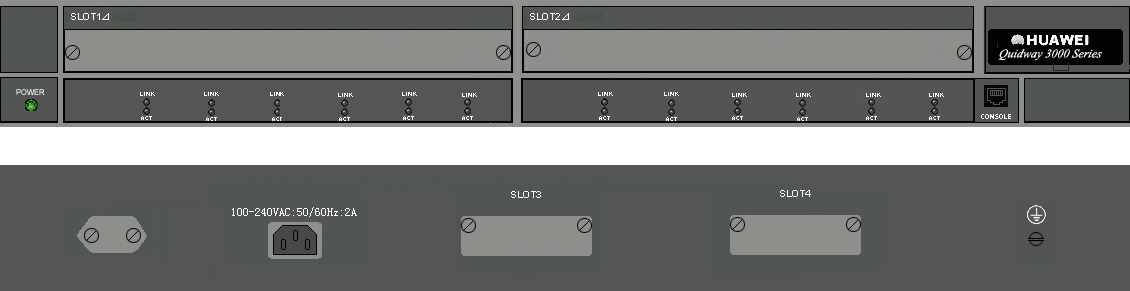 SLOT1⊿
SLOT2⊿
HUAWEI
Quidway 3000 Series
POWER
LINK LINK LINK LINK LINK LINK LINK LINK LINK LINK LINK LINK
ACT ACT ACT ACT ACT ACT ACT ACT ACT ACT ACT ACT
CONSOLE
SLOT3
SLOT4
100-240VAC:50/60Hz:2A